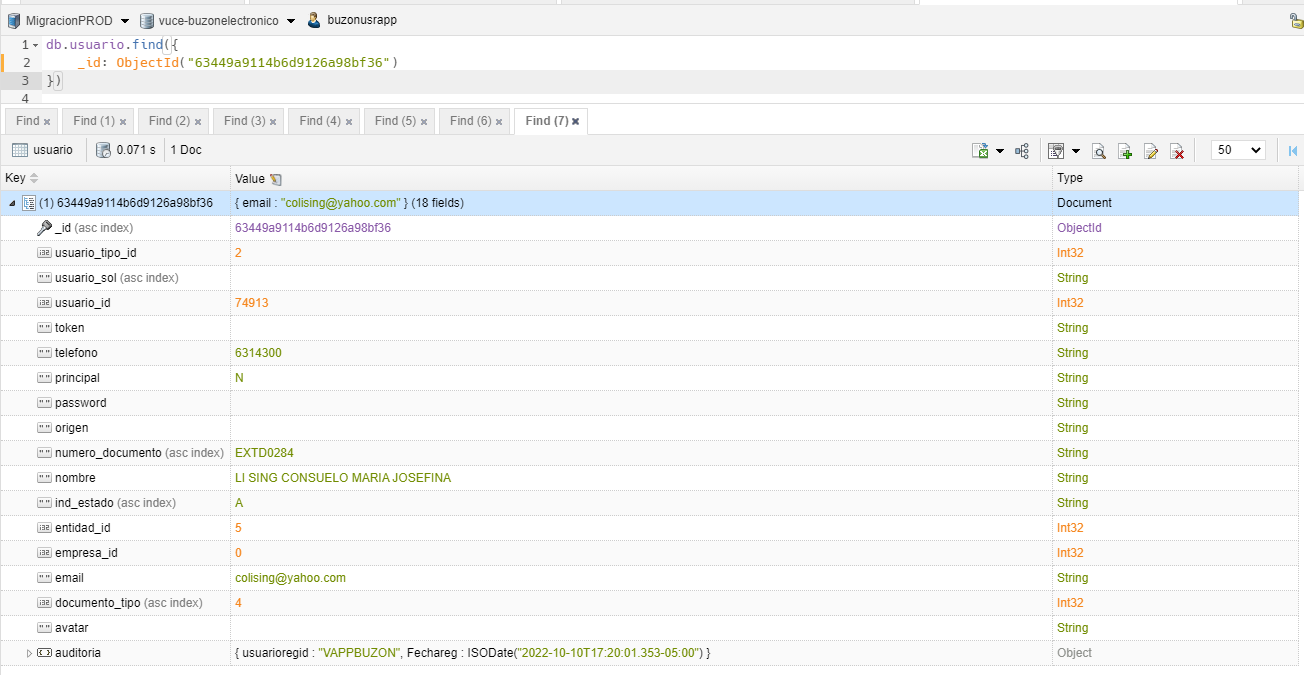 MigracionPROD vuce-buzonelectronico buzonusrapp
1 db.usuario.find({
2 _id: ObjectId("63449a9114b6d9126a98bf36")
3 })
4
Find × Find (1) × Find (2) × Find (3) × Find (4) × Find (5) × Find (6) × Find (7) ×
usuario 0.071 s 1 Doc 50
Key Value Type
(1) 63449a9114b6d9126a98bf36 { email : "colising@yahoo.com" } (18 fields) Document
_id (asc index) 63449a9114b6d9126a98bf36 ObjectId
i32 usuario_tipo_id 2 Int32
" " usuario_sol (asc index) String
i32 usuario_id 74913 Int32
" " token String
" " telefono 6314300 String
" " principal N String
" " password String
" " origen String
" " numero_documento (asc index) EXTD0284 String
" " nombre LI SING CONSUELO MARIA JOSEFINA String
" " ind_estado (asc index) A String
i32 entidad_id 5 Int32
i32 empresa_id 0 Int32
" " email colising@yahoo.com String
i32 documento_tipo (asc index) 4 Int32
" " avatar String
auditoria { usuarioregid : "VAPPBUZON", Fechareg : ISODate("2022-10-10T17:20:01.353-05:00") } Object